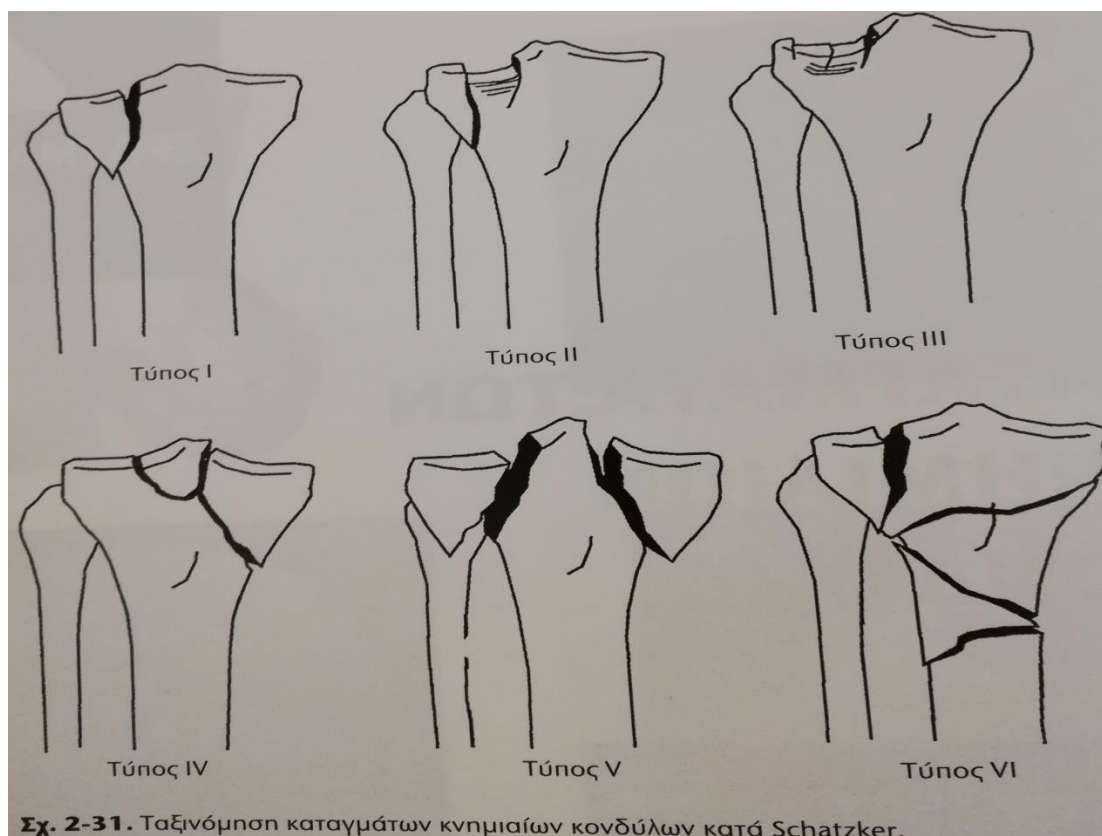 Τύπος I
Τύπος II
Τύπος III
Τύπος IV
Τύπος V
Τύπος VI
Σχ. 2-31. Ταξινόμηση καταγμάτων κνημιαίων κονδύλων κατά Schatzker.